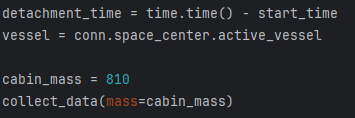 detachment_time = time.time() - start_time
vessel = conn.space_center.active_vessel
cabin_mass = 810
collect_data(mass=cabin_mass)